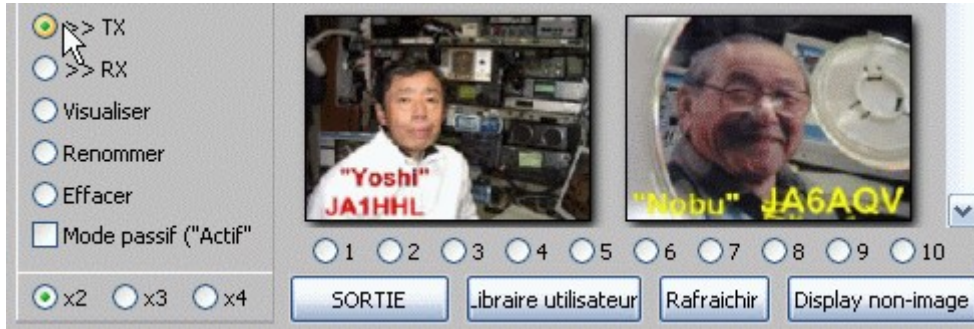 >> TX
>> RX
Visualiser
Renommer
Effacer
Mode passif ("Actif"
x2 x3 x4
"Yoshi"
JA1HHL
"Nobu" JA6AQV
1 2 3 4 5 6 7 8 9 10
SORTIE
Libraire utilisateur
Rafraichir
Display non-image